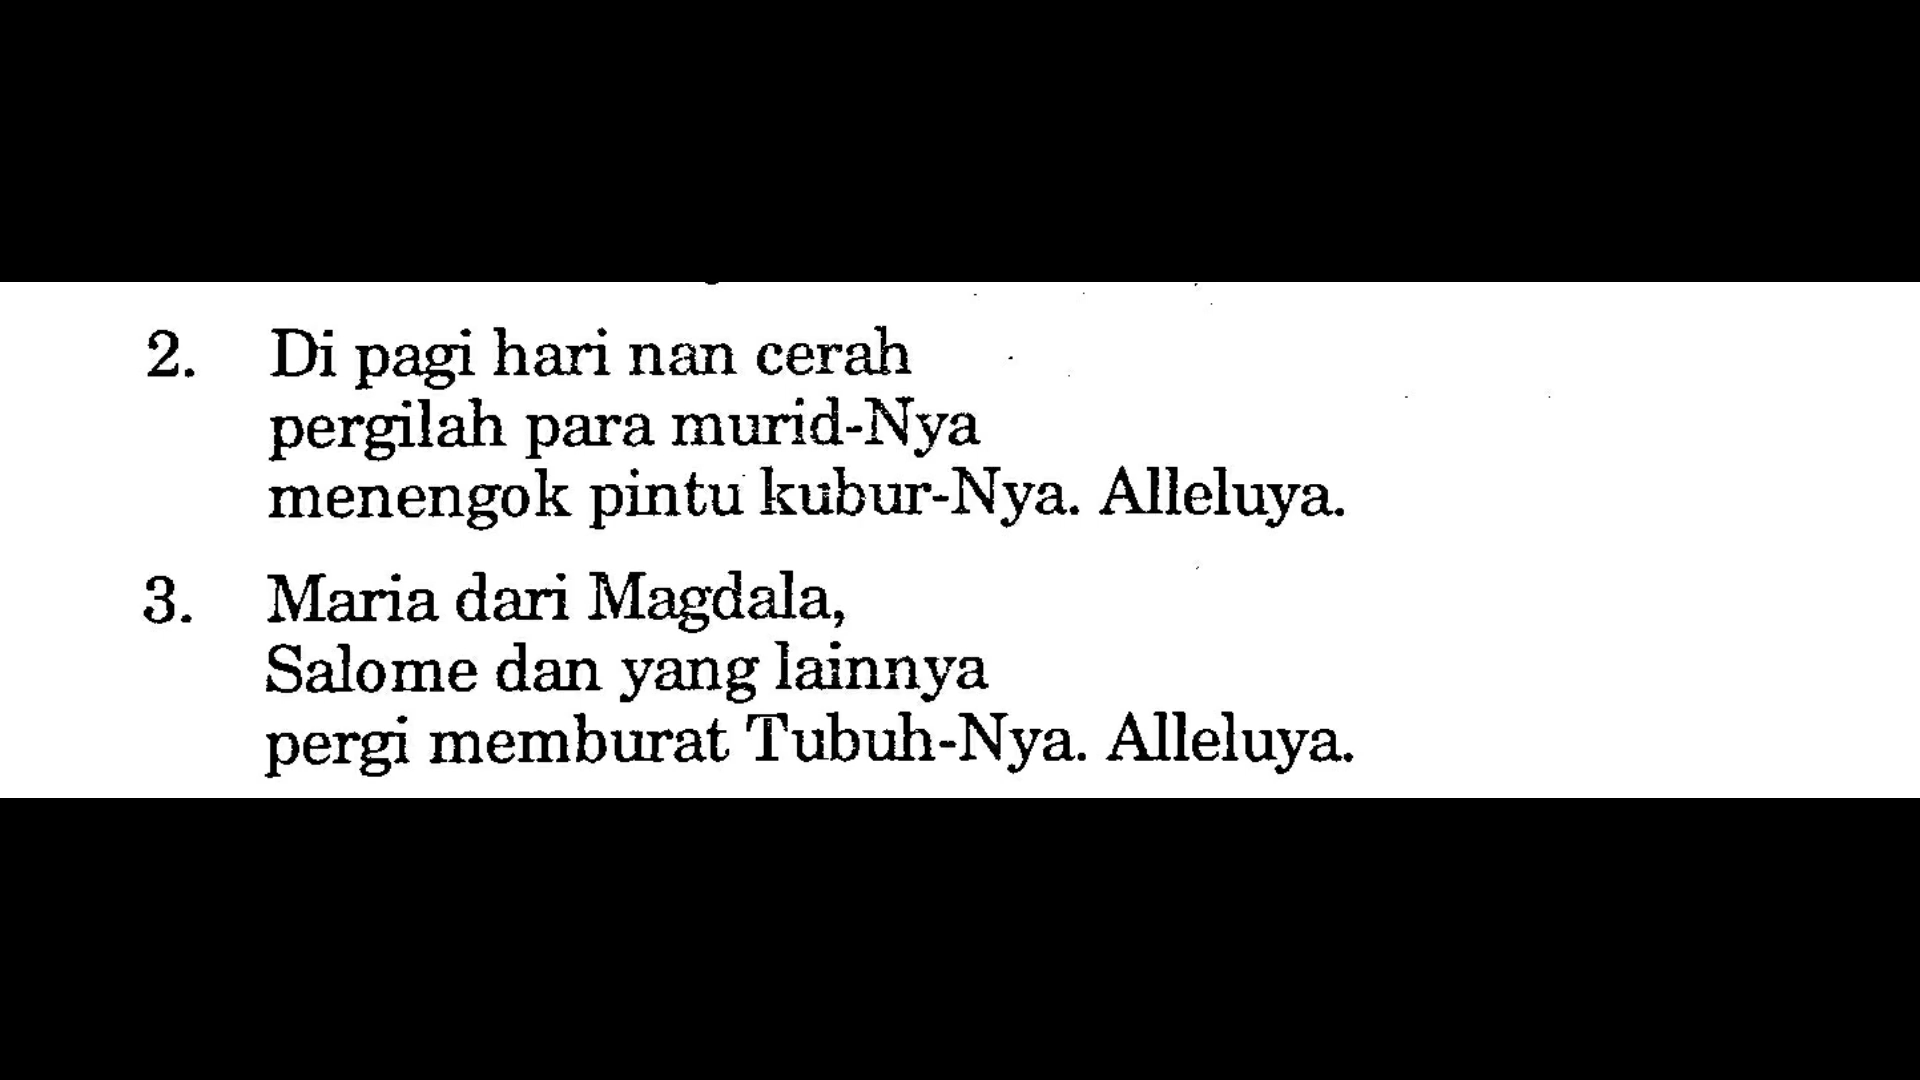 2. Di pagi hari nan cerah
pergilah para murid-Nya
menengok pintu kubur-Nya. Alleluya.
3. Maria dari Magdala,
Salome dan yang lainnya
pergi memburat Tubuh-Nya. Alleluya.